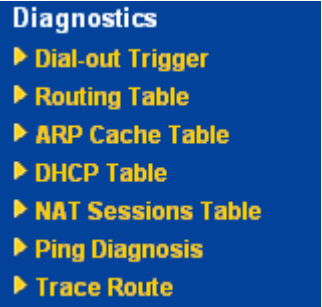 Diagnostics
Dial-out Trigger
Routing Table
ARP Cache Table
DHCP Table
NAT Sessions Table
Ping Diagnosis
Trace Route